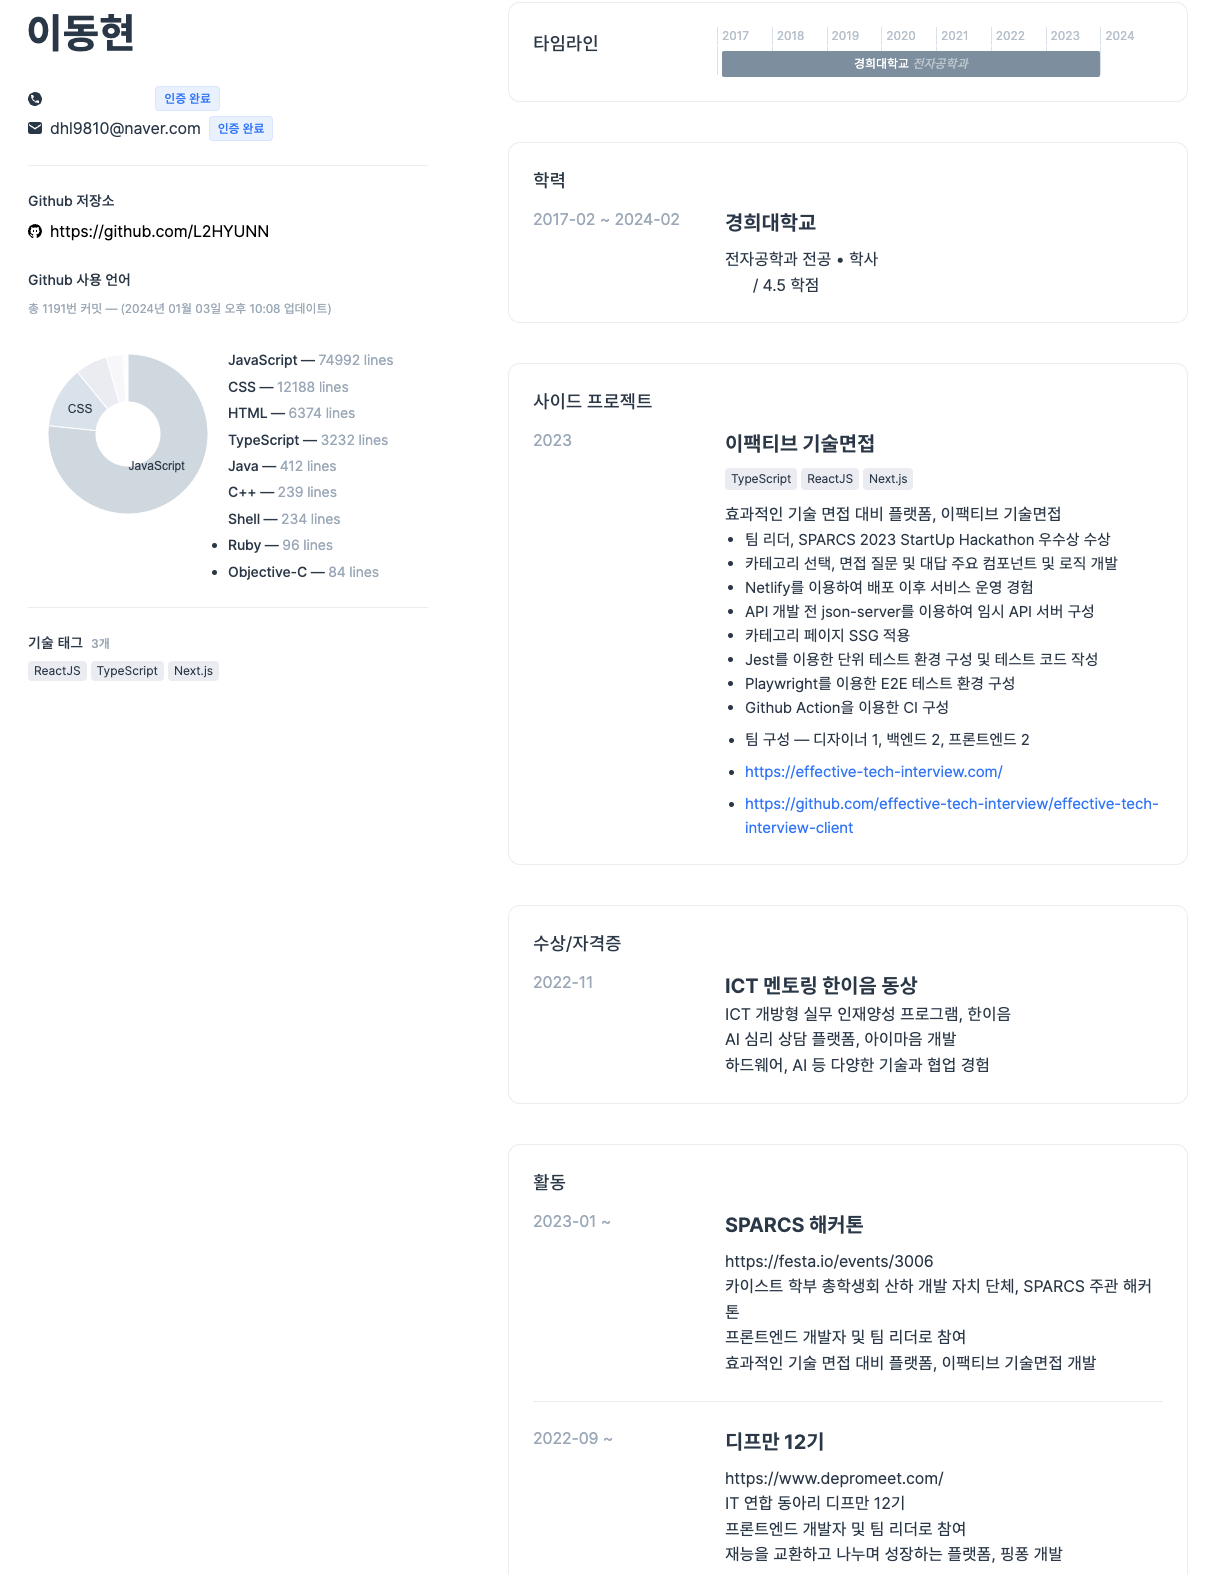 이동현
인증 완료
dhl9810@naver.com 인증 완료
Github 저장소
https://github.com/L2HYUNN
Github 사용 언어
총 1191번 커밋 — (2024년 01월 03일 오후 10:08 업데이트)
CSS
JavaScript
JavaScript — 74992 lines
CSS — 12188 lines
HTML — 6374 lines
TypeScript — 3232 lines
Java — 412 lines
C++ — 239 lines
Shell — 234 lines
• Ruby — 96 lines
• Objective-C — 84 lines
기술 태그 3개
ReactJS TypeScript Next.js
타임라인
2017 2018 2019 2020 2021 2022 2023 2024
경희대학교 전자공학과
학력
2017-02 ~ 2024-02
경희대학교
전자공학과 전공 • 학사
/ 4.5 학점
사이드 프로젝트
2023
이팩티브 기술면접
TypeScript ReactJS Next.js
효과적인 기술 면접 대비 플랫폼, 이팩티브 기술면접
• 팀 리더, SPARCS 2023 StartUp Hackathon 우수상 수상
• 카테고리 선택, 면접 질문 및 대답 주요 컴포넌트 및 로직 개발
• Netlify를 이용하여 배포 이후 서비스 운영 경험
• API 개발 전 json-server를 이용하여 임시 API 서버 구성
• 카테고리 페이지 SSG 적용
• Jest를 이용한 단위 테스트 환경 구성 및 테스트 코드 작성
• Playwright를 이용한 E2E 테스트 환경 구성
• Github Action을 이용한 CI 구성
• 팀 구성 — 디자이너 1, 백엔드 2, 프론트엔드 2
• https://effective-tech-interview.com/
• https://github.com/effective-tech-interview/effective-tech-
interview-client
수상/자격증
2022-11
ICT 멘토링 한이음 동상
ICT 개방형 실무 인재양성 프로그램, 한이음
AI 심리 상담 플랫폼, 아이마음 개발
하드웨어, AI 등 다양한 기술과 협업 경험
활동
2023-01 ~
SPARCS 해커톤
https://festa.io/events/3006
카이스트 학부 총학생회 산하 개발 자치 단체, SPARCS 주관 해커
톤
프론트엔드 개발자 및 팀 리더로 참여
효과적인 기술 면접 대비 플랫폼, 이팩티브 기술면접 개발
2022-09 ~
디프만 12기
https://www.depromeet.com/
IT 연합 동아리 디프만 12기
프론트엔드 개발자 및 팀 리더로 참여
재능을 교환하고 나누며 성장하는 플랫폼, 핑퐁 개발